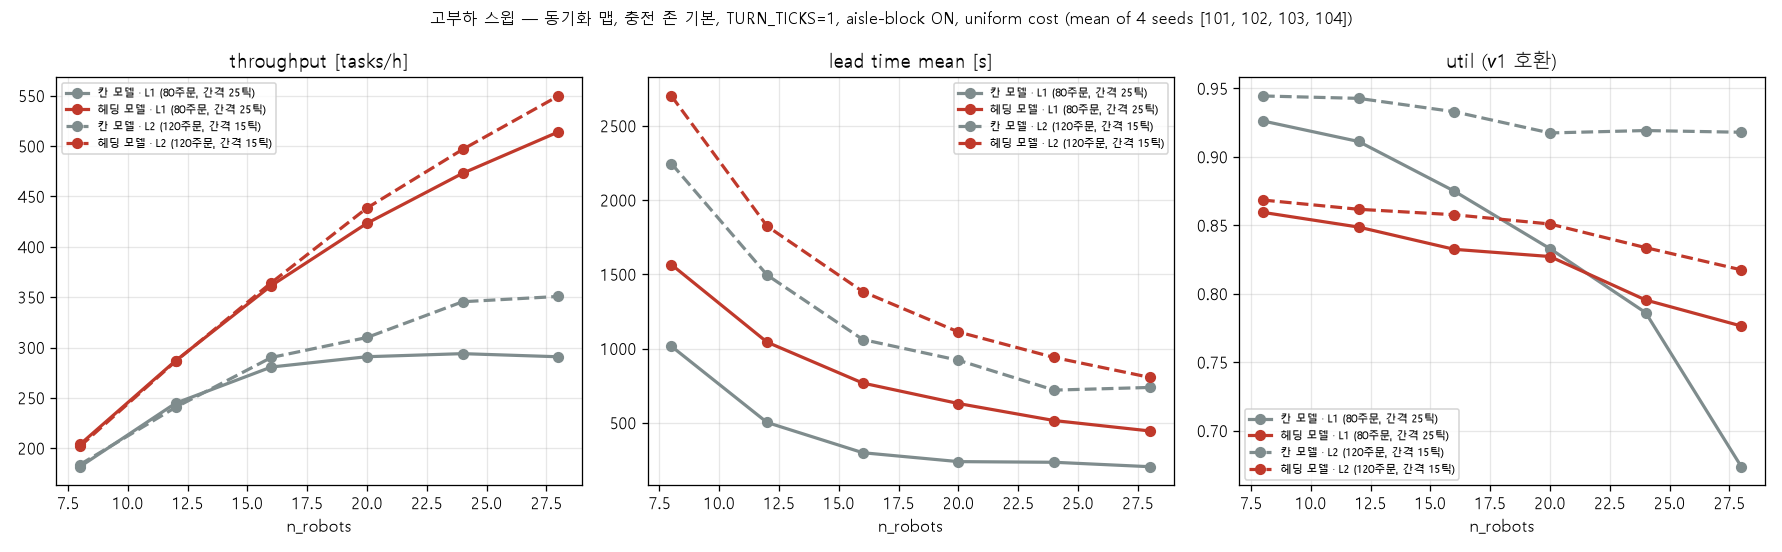 고부하 스윕 — 동기화 맵, 충전 존 기본, TURN_TICKS=1, aisle-block ON, uniform cost (mean of 4 seeds [101, 102, 103, 104])
throughput [tasks/h]
550
500
450
400
350
300
250
200
칸 모델 · L1 (80주문, 간격 25틱)
헤딩 모델 · L1 (80주문, 간격 25틱)
칸 모델 · L2 (120주문, 간격 15틱)
헤딩 모델 · L2 (120주문, 간격 15틱)
7.5 10.0 12.5 15.0 17.5 20.0 22.5 25.0 27.5
n_robots
lead time mean [s]
2500
2000
1500
1000
500
칸 모델 · L1 (80주문, 간격 25틱)
헤딩 모델 · L1 (80주문, 간격 25틱)
칸 모델 · L2 (120주문, 간격 15틱)
헤딩 모델 · L2 (120주문, 간격 15틱)
7.5 10.0 12.5 15.0 17.5 20.0 22.5 25.0 27.5
n_robots
util (v1 호환)
0.95
0.90
0.85
0.80
0.75
0.70
칸 모델 · L1 (80주문, 간격 25틱)
헤딩 모델 · L1 (80주문, 간격 25틱)
칸 모델 · L2 (120주문, 간격 15틱)
헤딩 모델 · L2 (120주문, 간격 15틱)
7.5 10.0 12.5 15.0 17.5 20.0 22.5 25.0 27.5
n_robots